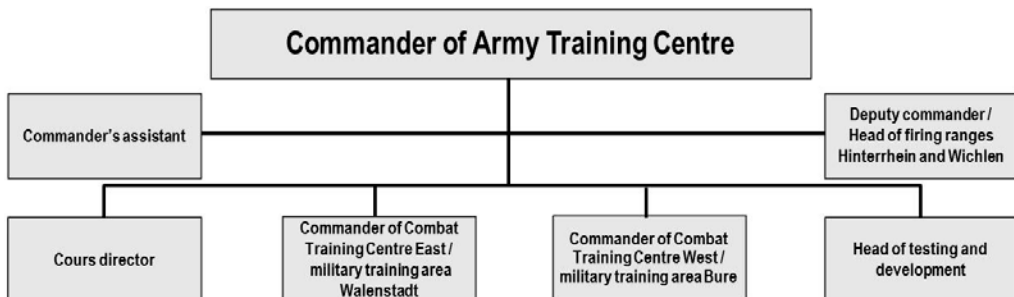 Commander of Army Training Centre
Commander's assistant
Deputy commander /
Head of firing ranges
Hinterrhein and Wichlen
Cours director
Commander of Combat
Training Centre East /
military training area
Walenstadt
Commander of Combat
Training Centre West /
military training area Bure
Head of testing and
development